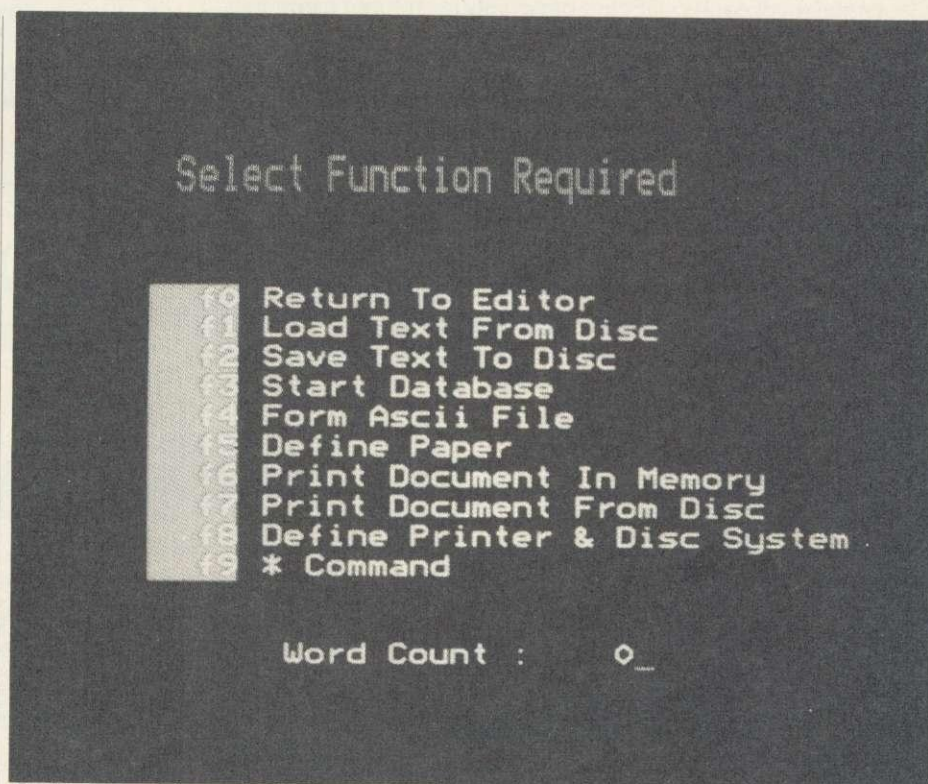 Select Function Required
f0 Return To Editor
f1 Load Text From Disc
f2 Save Text To Disc
f3 Start Database
f4 Form Ascii File
f5 Define Paper
f6 Print Document In Memory
f7 Print Document From Disc
f8 Define Printer & Disc System
f9 * Command
Word Count : 0_